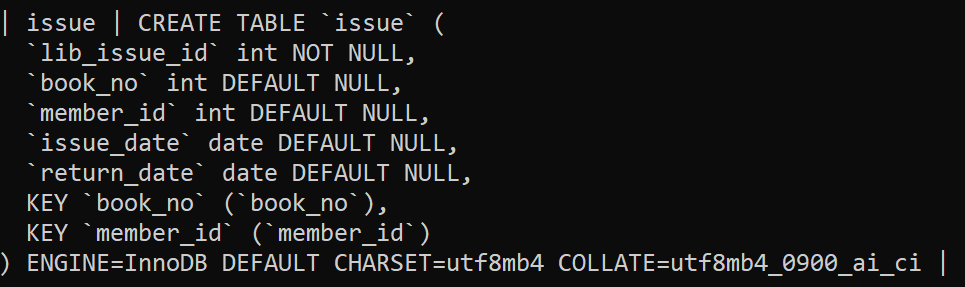 | issue | CREATE TABLE `issue` (
  `lib_issue_id` int NOT NULL,
  `book_no` int DEFAULT NULL,
  `member_id` int DEFAULT NULL,
  `issue_date` date DEFAULT NULL,
  `return_date` date DEFAULT NULL,
  KEY `book_no` (`book_no`),
  KEY `member_id` (`member_id`)
) ENGINE=InnoDB DEFAULT CHARSET=utf8mb4 COLLATE=utf8mb4_0900_ai_ci |